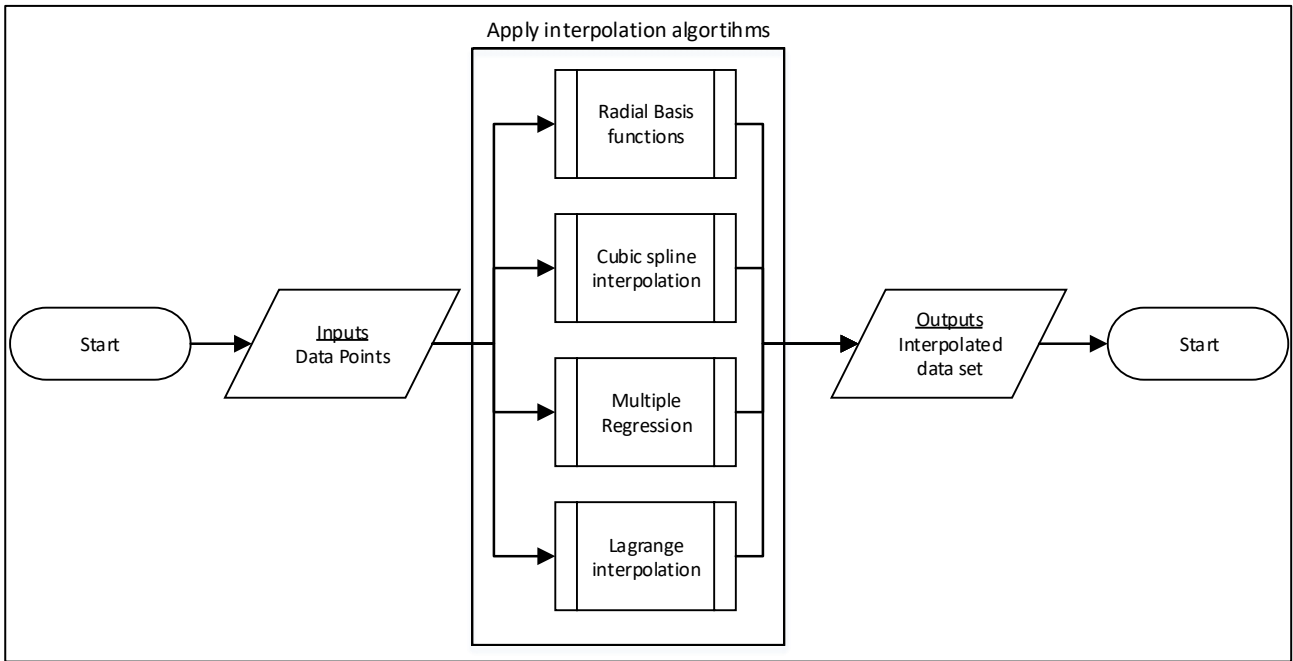 Apply interpolation algortihms
Radial Basis
functions
Cubic spline
interpolation
Start
Inputs
Data Points
Multiple
Regression
Lagrange
interpolation
Outputs
Interpolated
data set
Start